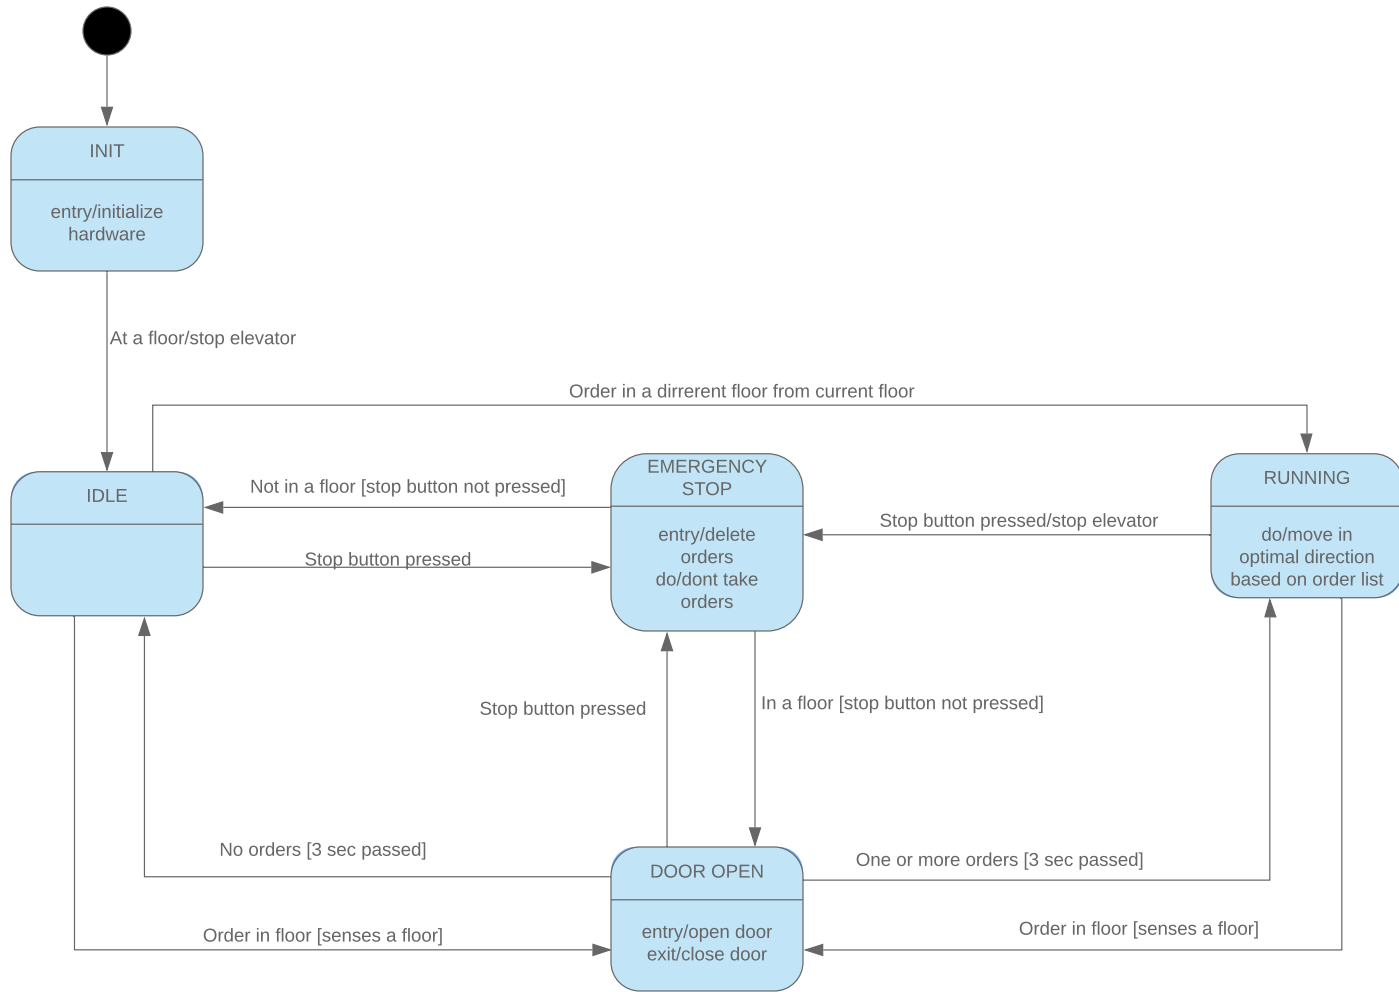 INIT
entry/initialize
hardware
At a floor/stop elevator
Order in a dirrerent floor from current floor
IDLE
Not in a floor [stop button not pressed]
Stop button pressed
EMERGENCY
STOP
entry/delete
orders
do/dont take
orders
Stop button pressed/stop elevator
RUNNING
do/move in
optimal direction
based on order list
Stop button pressed
In a floor [stop button not pressed]
No orders [3 sec passed]
One or more orders [3 sec passed]
DOOR OPEN
entry/open door
exit/close door
Order in floor [senses a floor]
Order in floor [senses a floor]